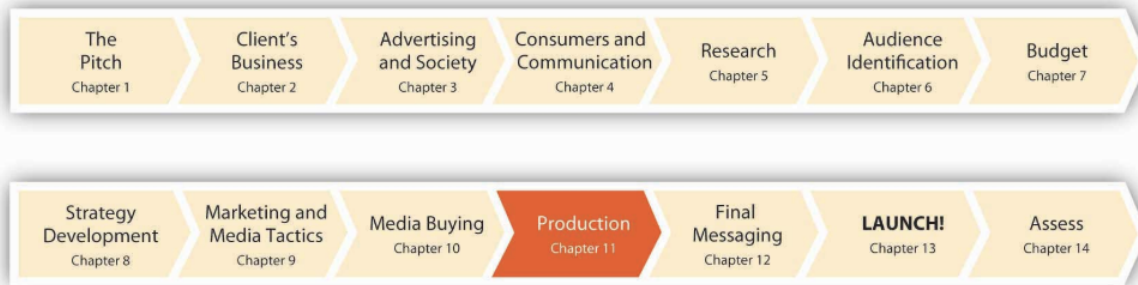 The
Pitch
Chapter 1
Client's
Business
Chapter 2
Advertising
and Society
Chapter 3
Consumers and
Communication
Chapter 4
Research
Chapter 5
Audience
Identification
Chapter 6
Budget
Chapter 7
Strategy
Development
Chapter 8
Marketing and
Media Tactics
Chapter 9
Media Buying
Chapter 10
Production
Chapter 11
Final
Messaging
Chapter 12
LAUNCH!
Chapter 13
Assess
Chapter 14